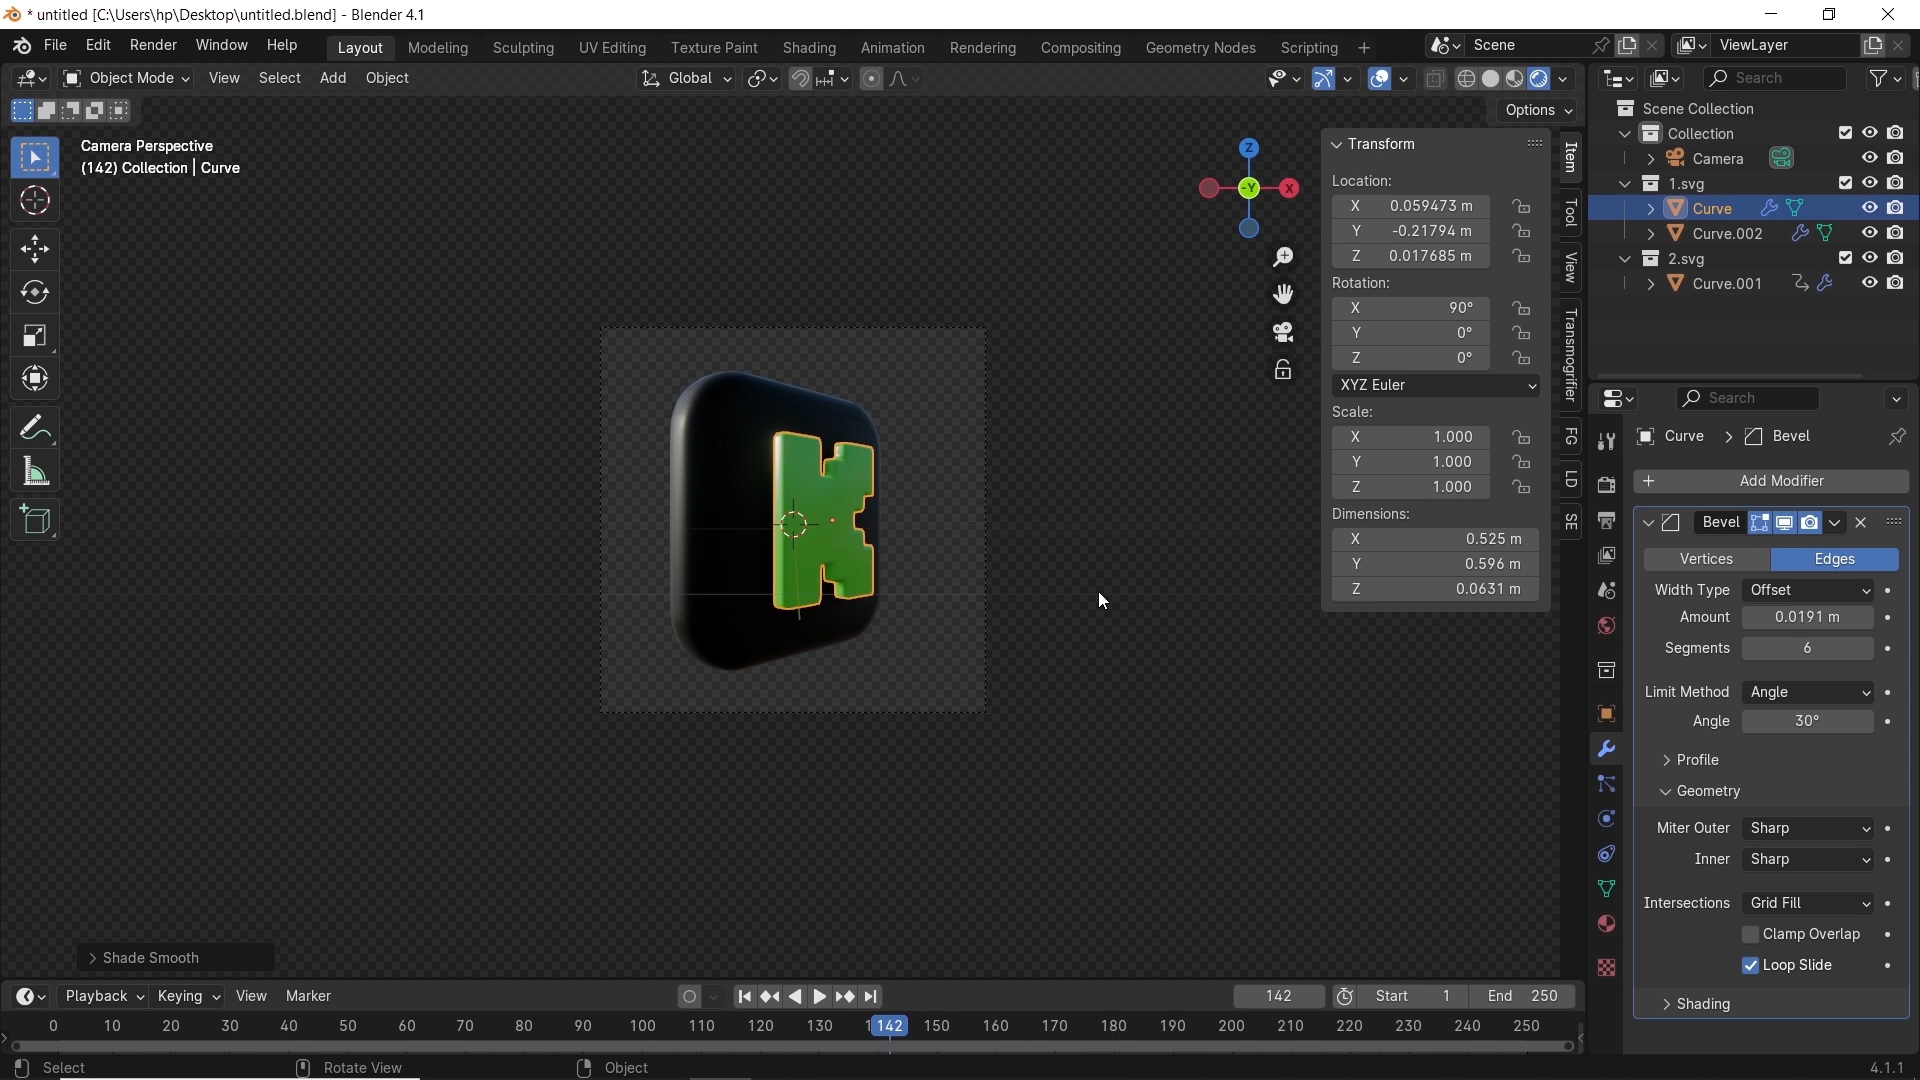 * untitled [C:\Users\hp\Desktop\untitled.blend] - Blender 4.1
File Edit Render Window Help Layout Modeling Sculpting UV Editing Texture Paint Shading Animation Rendering Compositing Geometry Nodes Scripting + Scene ViewLayer
Object Mode View Select Add Object Global Search
Options
Camera Perspective
(142) Collection | Curve
Z
-Y
X
Transform
Location:
X 0.059473 m
Y -0.21794 m
Z 0.017685 m
Rotation:
X 90°
Y 0°
Z 0°
XYZ Euler
Scale:
X 1.000
Y 1.000
Z 1.000
Dimensions:
X 0.525 m
Y 0.596 m
Z 0.0631 m
Item
Tool
View
Transmogrifier
FG
LD
SE
K
Scene Collection
Collection
Camera
1.svg
Curve
Curve.002
2.svg
Curve.001
Search
Curve > Bevel
+ Add Modifier
Bevel
Vertices Edges
Width Type Offset
Amount 0.0191 m
Segments 6
Limit Method Angle
Angle 30°
Profile
Geometry
Miter Outer Sharp
Inner Sharp
Intersections Grid Fill
Clamp Overlap
Loop Slide
Shading
Shade Smooth
Playback Keying View Marker 142 Start 1 End 250
0 10 20 30 40 50 60 70 80 90 100 110 120 130 142 150 160 170 180 190 200 210 220 230 240 250
Select Rotate View Object 4.1.1